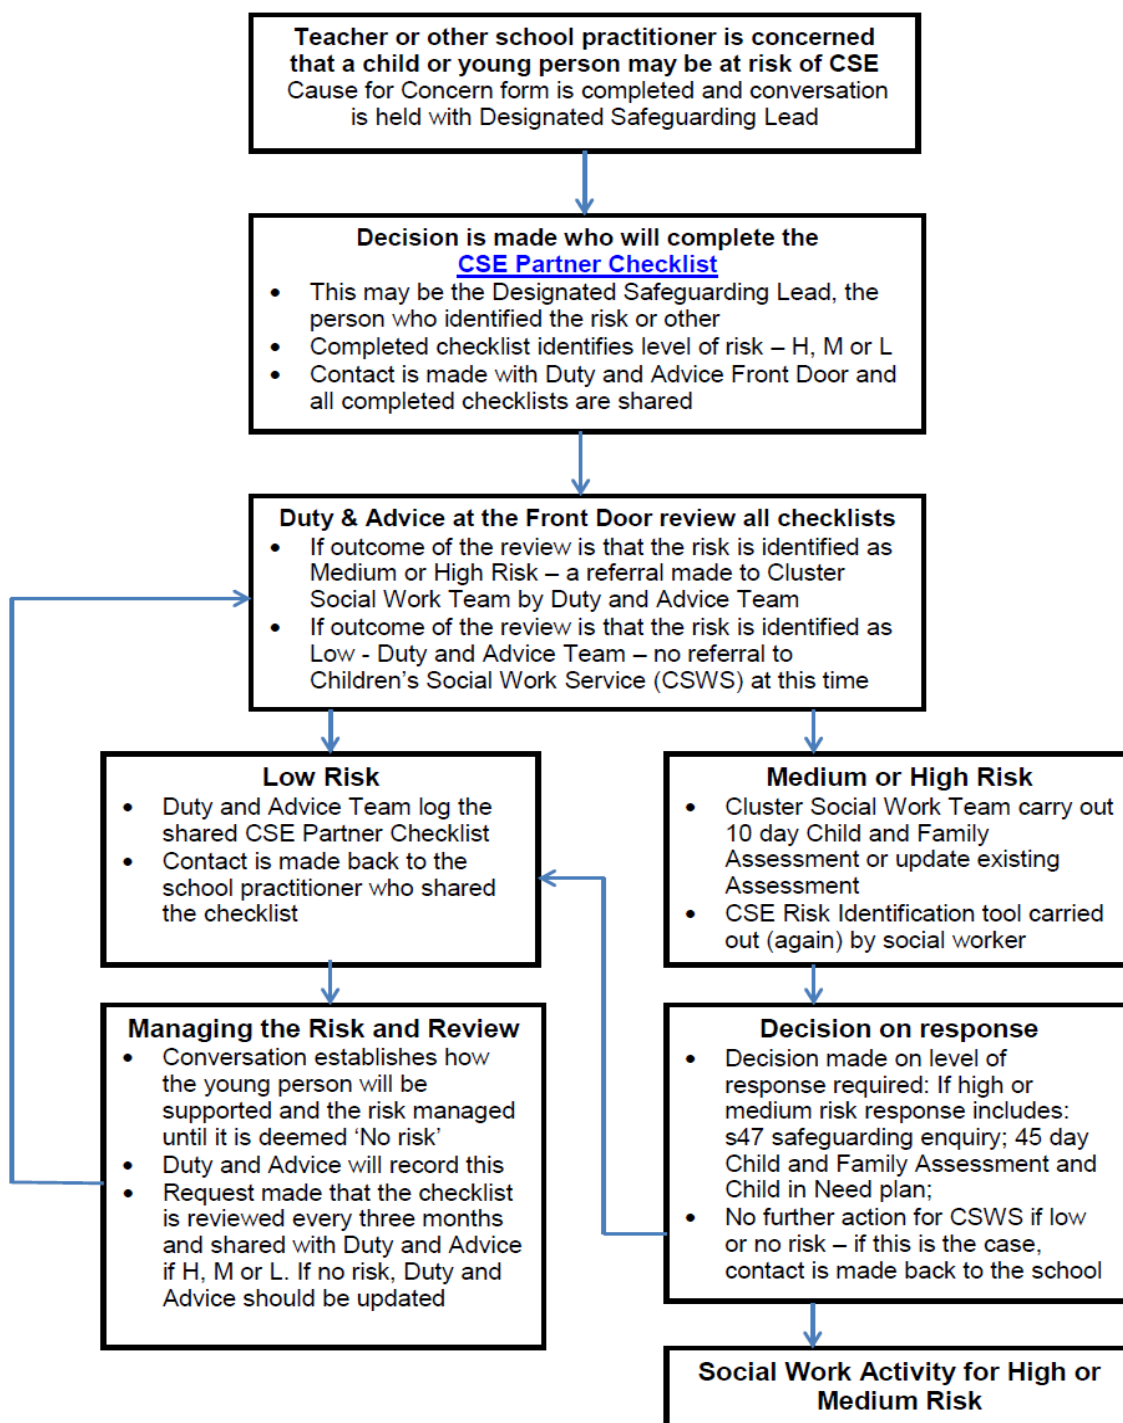 Teacher or other school practitioner is concerned
that a child or young person may be at risk of CSE
Cause for Concern form is completed and conversation
is held with Designated Safeguarding Lead
Decision is made who will complete the
CSE Partner Checklist
• This may be the Designated Safeguarding Lead, the
person who identified the risk or other
• Completed checklist identifies level of risk – H, M or L
• Contact is made with Duty and Advice Front Door and
all completed checklists are shared
Duty & Advice at the Front Door review all checklists
• If outcome of the review is that the risk is identified as
Medium or High Risk – a referral made to Cluster
Social Work Team by Duty and Advice Team
• If outcome of the review is that the risk is identified as
Low - Duty and Advice Team – no referral to
Children's Social Work Service (CSWS) at this time
Low Risk
• Duty and Advice Team log the
shared CSE Partner Checklist
• Contact is made back to the
school practitioner who shared
the checklist
Medium or High Risk
• Cluster Social Work Team carry out
10 day Child and Family
Assessment or update existing
Assessment
• CSE Risk Identification tool carried
out (again) by social worker
Managing the Risk and Review
• Conversation establishes how
the young person will be
supported and the risk managed
until it is deemed ‘No risk’
• Duty and Advice will record this
• Request made that the checklist
is reviewed every three months
and shared with Duty and Advice
if H, M or L. If no risk, Duty and
Advice should be updated
Decision on response
• Decision made on level of
response required: If high or
medium risk response includes:
s47 safeguarding enquiry; 45 day
Child and Family Assessment and
Child in Need plan;
• No further action for CSWS if low
or no risk – if this is the case,
contact is made back to the school
Social Work Activity for High or
Medium Risk